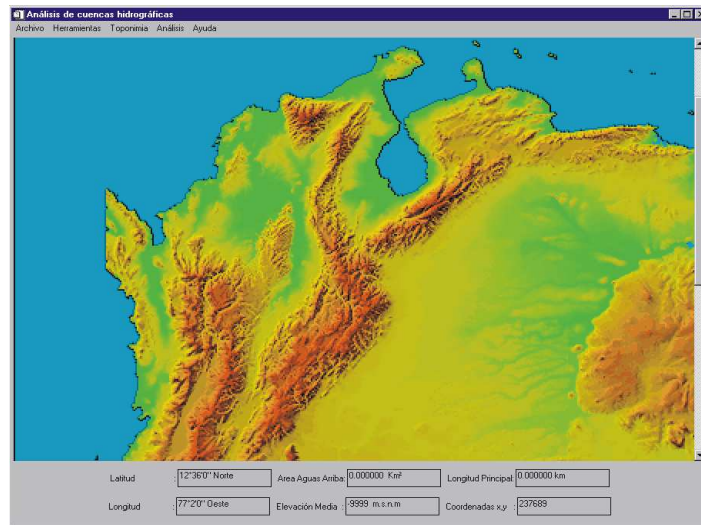 Análisis de cuencas hidrográficas
Archivo Herramientas Toponimia Análisis Ayuda
Latitud : 12°36'0'' Norte Area Aguas Arriba: 0.000000 Km² Longitud Principal: 0.000000 km
Longitud : 77°2'0'' Oeste Elevación Media : -9999 m.s.n.m Coordenadas x,y : 237689